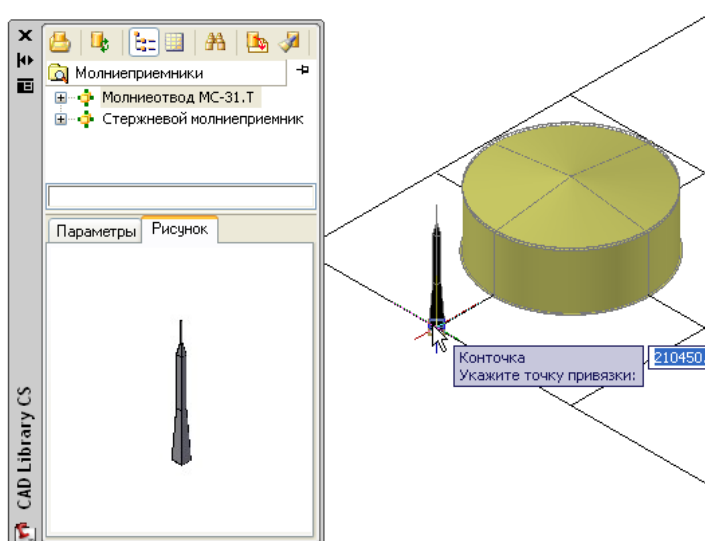 Молниеприемники
Молниеотвод МС-31.Т
Стержневой молниеприемник
Параметры
Рисунок
CAD Library CS
Конточка
Укажите точку привязки:
210450.